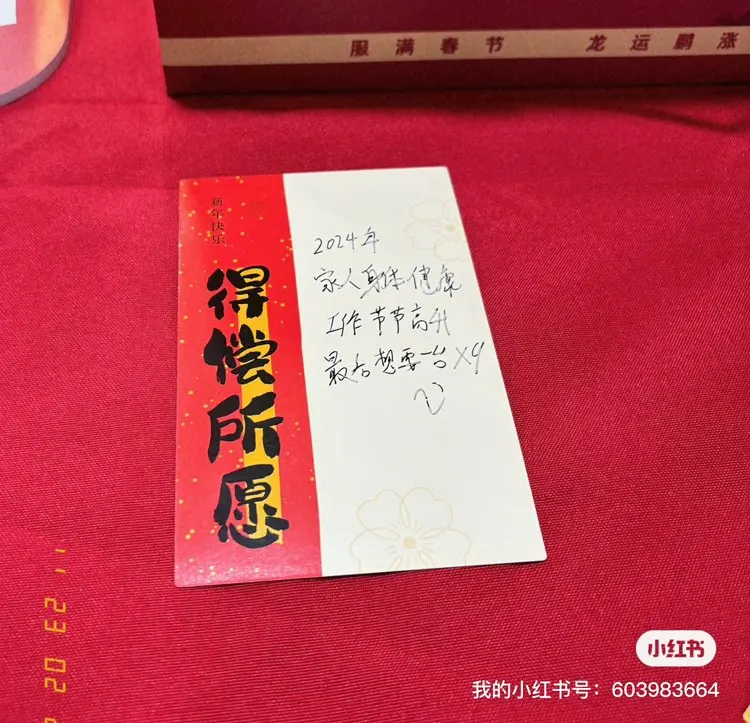 服满春节 龙运鹏涨
新年快乐
得偿所愿
2024年
家人身体健康
工作节节高升
最后想要一台X9
小红书
我的小红书号：603983664